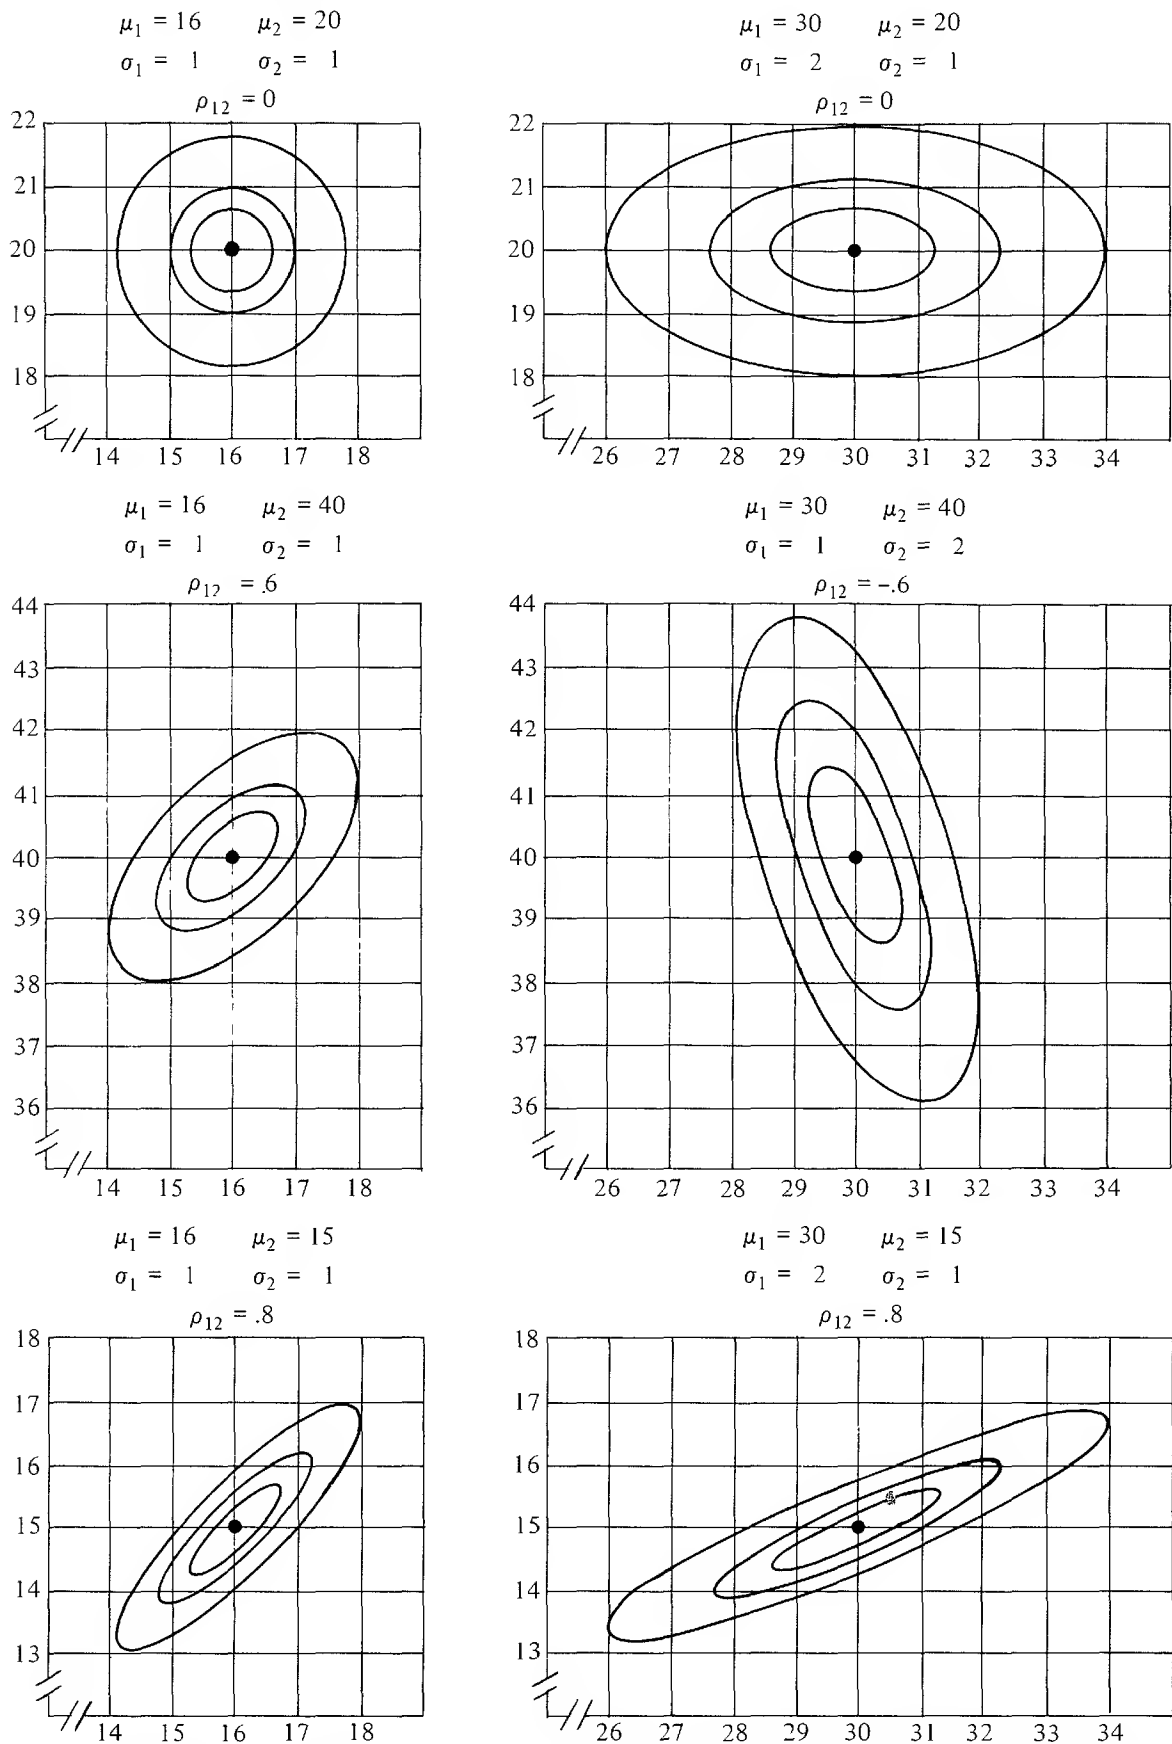 μ₁ = 16 μ₂ = 20
σ₁ = 1 σ₂ = 1
ρ₁₂ = 0
22
21
20
19
18
14 15 16 17 18
μ₁ = 30 μ₂ = 20
σ₁ = 2 σ₂ = 1
ρ₁₂ = 0
22
21
20
19
18
26 27 28 29 30 31 32 33 34
μ₁ = 16 μ₂ = 40
σ₁ = 1 σ₂ = 1
ρ₁₂ = .6
44
43
42
41
40
39
38
37
36
14 15 16 17 18
μ₁ = 30 μ₂ = 40
σ₁ = 1 σ₂ = 2
ρ₁₂ = -.6
44
43
42
41
40
39
38
37
36
26 27 28 29 30 31 32 33 34
μ₁ = 16 μ₂ = 15
σ₁ = 1 σ₂ = 1
ρ₁₂ = .8
18
17
16
15
14
13
14 15 16 17 18
μ₁ = 30 μ₂ = 15
σ₁ = 2 σ₂ = 1
ρ₁₂ = .8
18
17
16
15
14
13
26 27 28 29 30 31 32 33 34